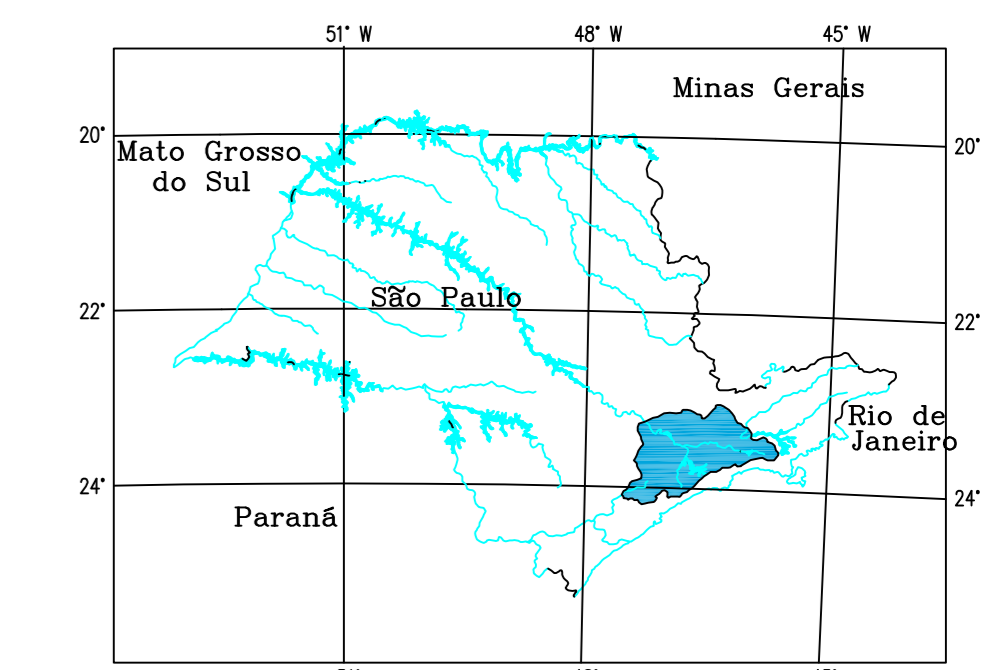 51° W 48° W 45° W
Minas Gerais
20°
20°
Mato Grosso
do Sul
São Paulo
22°
22°
Rio de
Janeiro
24°
24°
Paraná